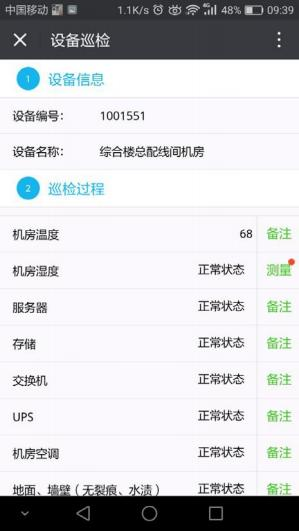 中国移动 1.1K/s 4G 48% 09:39
设备巡检
1 设备信息
设备编号: 1001551
设备名称: 综合楼总配线间机房
2 巡检过程
机房温度 68 备注
机房湿度 正常状态 测量
服务器 正常状态 备注
存储 正常状态 备注
交换机 正常状态 备注
UPS 正常状态 备注
机房空调 正常状态 备注
地面、墙壁（无裂痕、水渍） 正常状态 备注